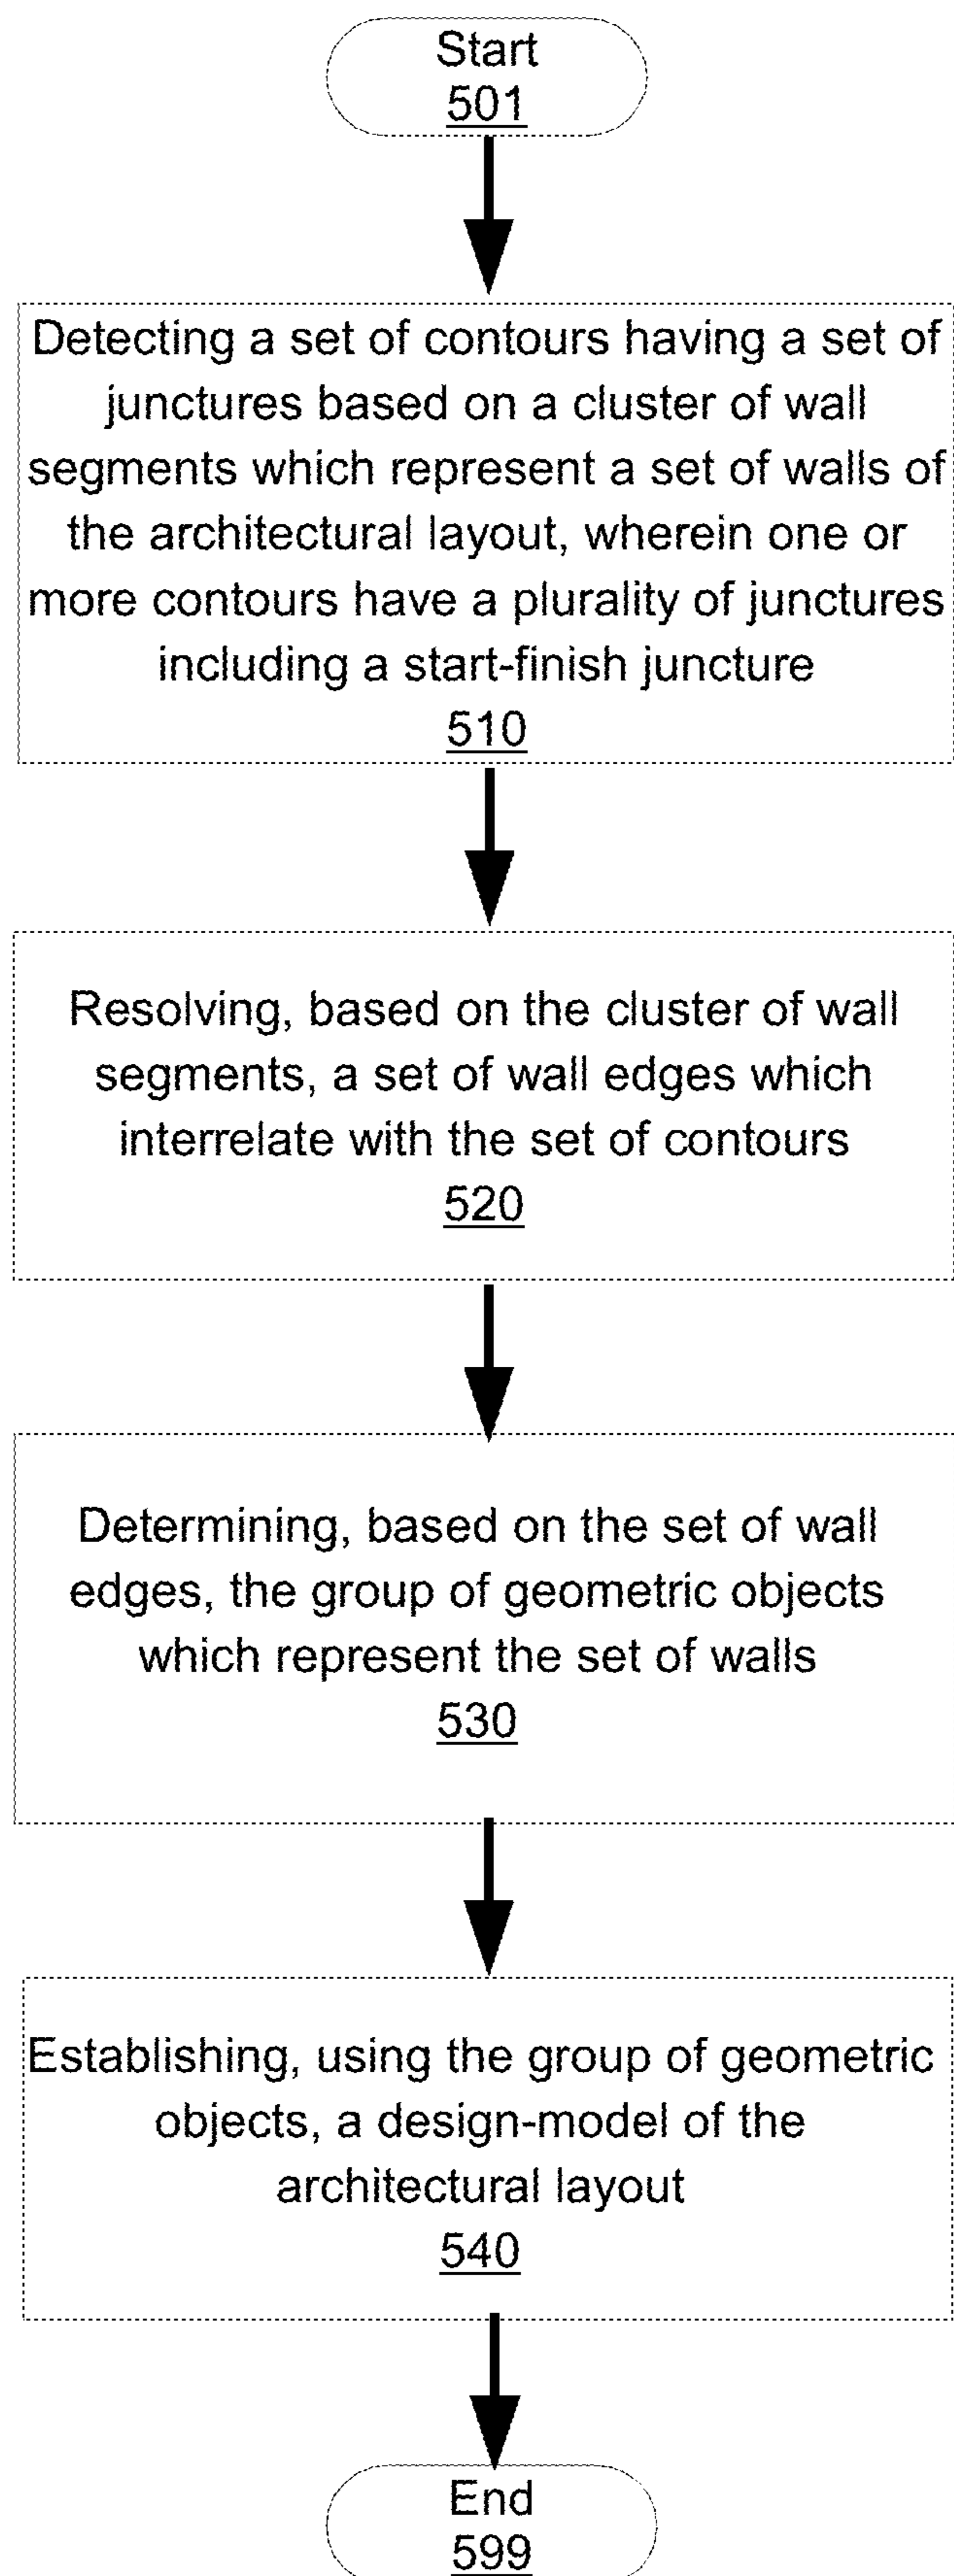 Start
501
Detecting a set of contours having a set of
junctures based on a cluster of wall
segments which represent a set of walls of
the architectural layout, wherein one or
more contours have a plurality of junctures
including a start-finish juncture
510
Resolving, based on the cluster of wall
segments, a set of wall edges which
interrelate with the set of contours
520
Determining, based on the set of wall
edges, the group of geometric objects
which represent the set of walls
530
Establishing, using the group of geometric
objects, a design-model of the
architectural layout
540
End
599